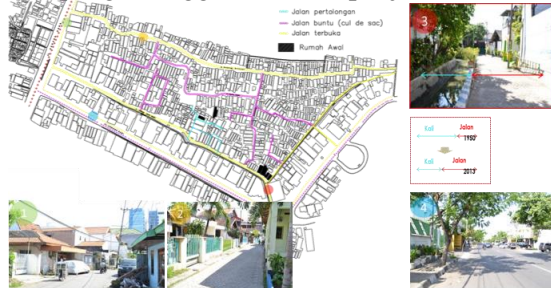 Jalan pertolongan
Jalan buntu (cul de sac)
Jalan terbuka
Rumah Awal
3
Kali
Jalan
1950
Kali
Jalan
2013
2
4